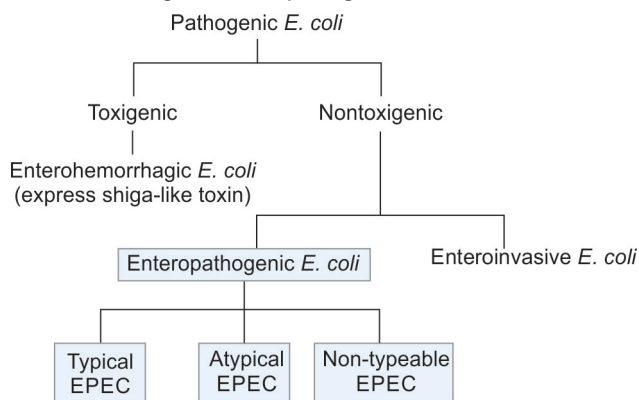 Pathogenic E. coli
Toxigenic
Nontoxigenic
Enterohemorrhagic E. coli
(express shiga-like toxin)
Enteropathogenic E. coli
Enteroinvasive E. coli
Typical
EPEC
Atypical
EPEC
Non-typeable
EPEC